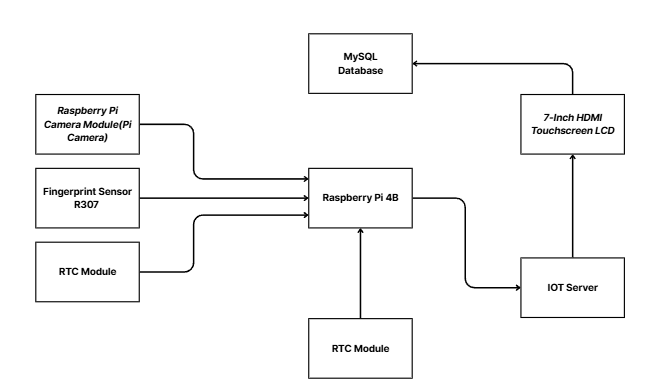 MySQL
Database
Raspberry Pi
Camera Module(Pi
Camera)
7-Inch HDMI
Touchscreen LCD
Fingerprint Sensor
R307
Raspberry Pi 4B
RTC Module
IOT Server
RTC Module